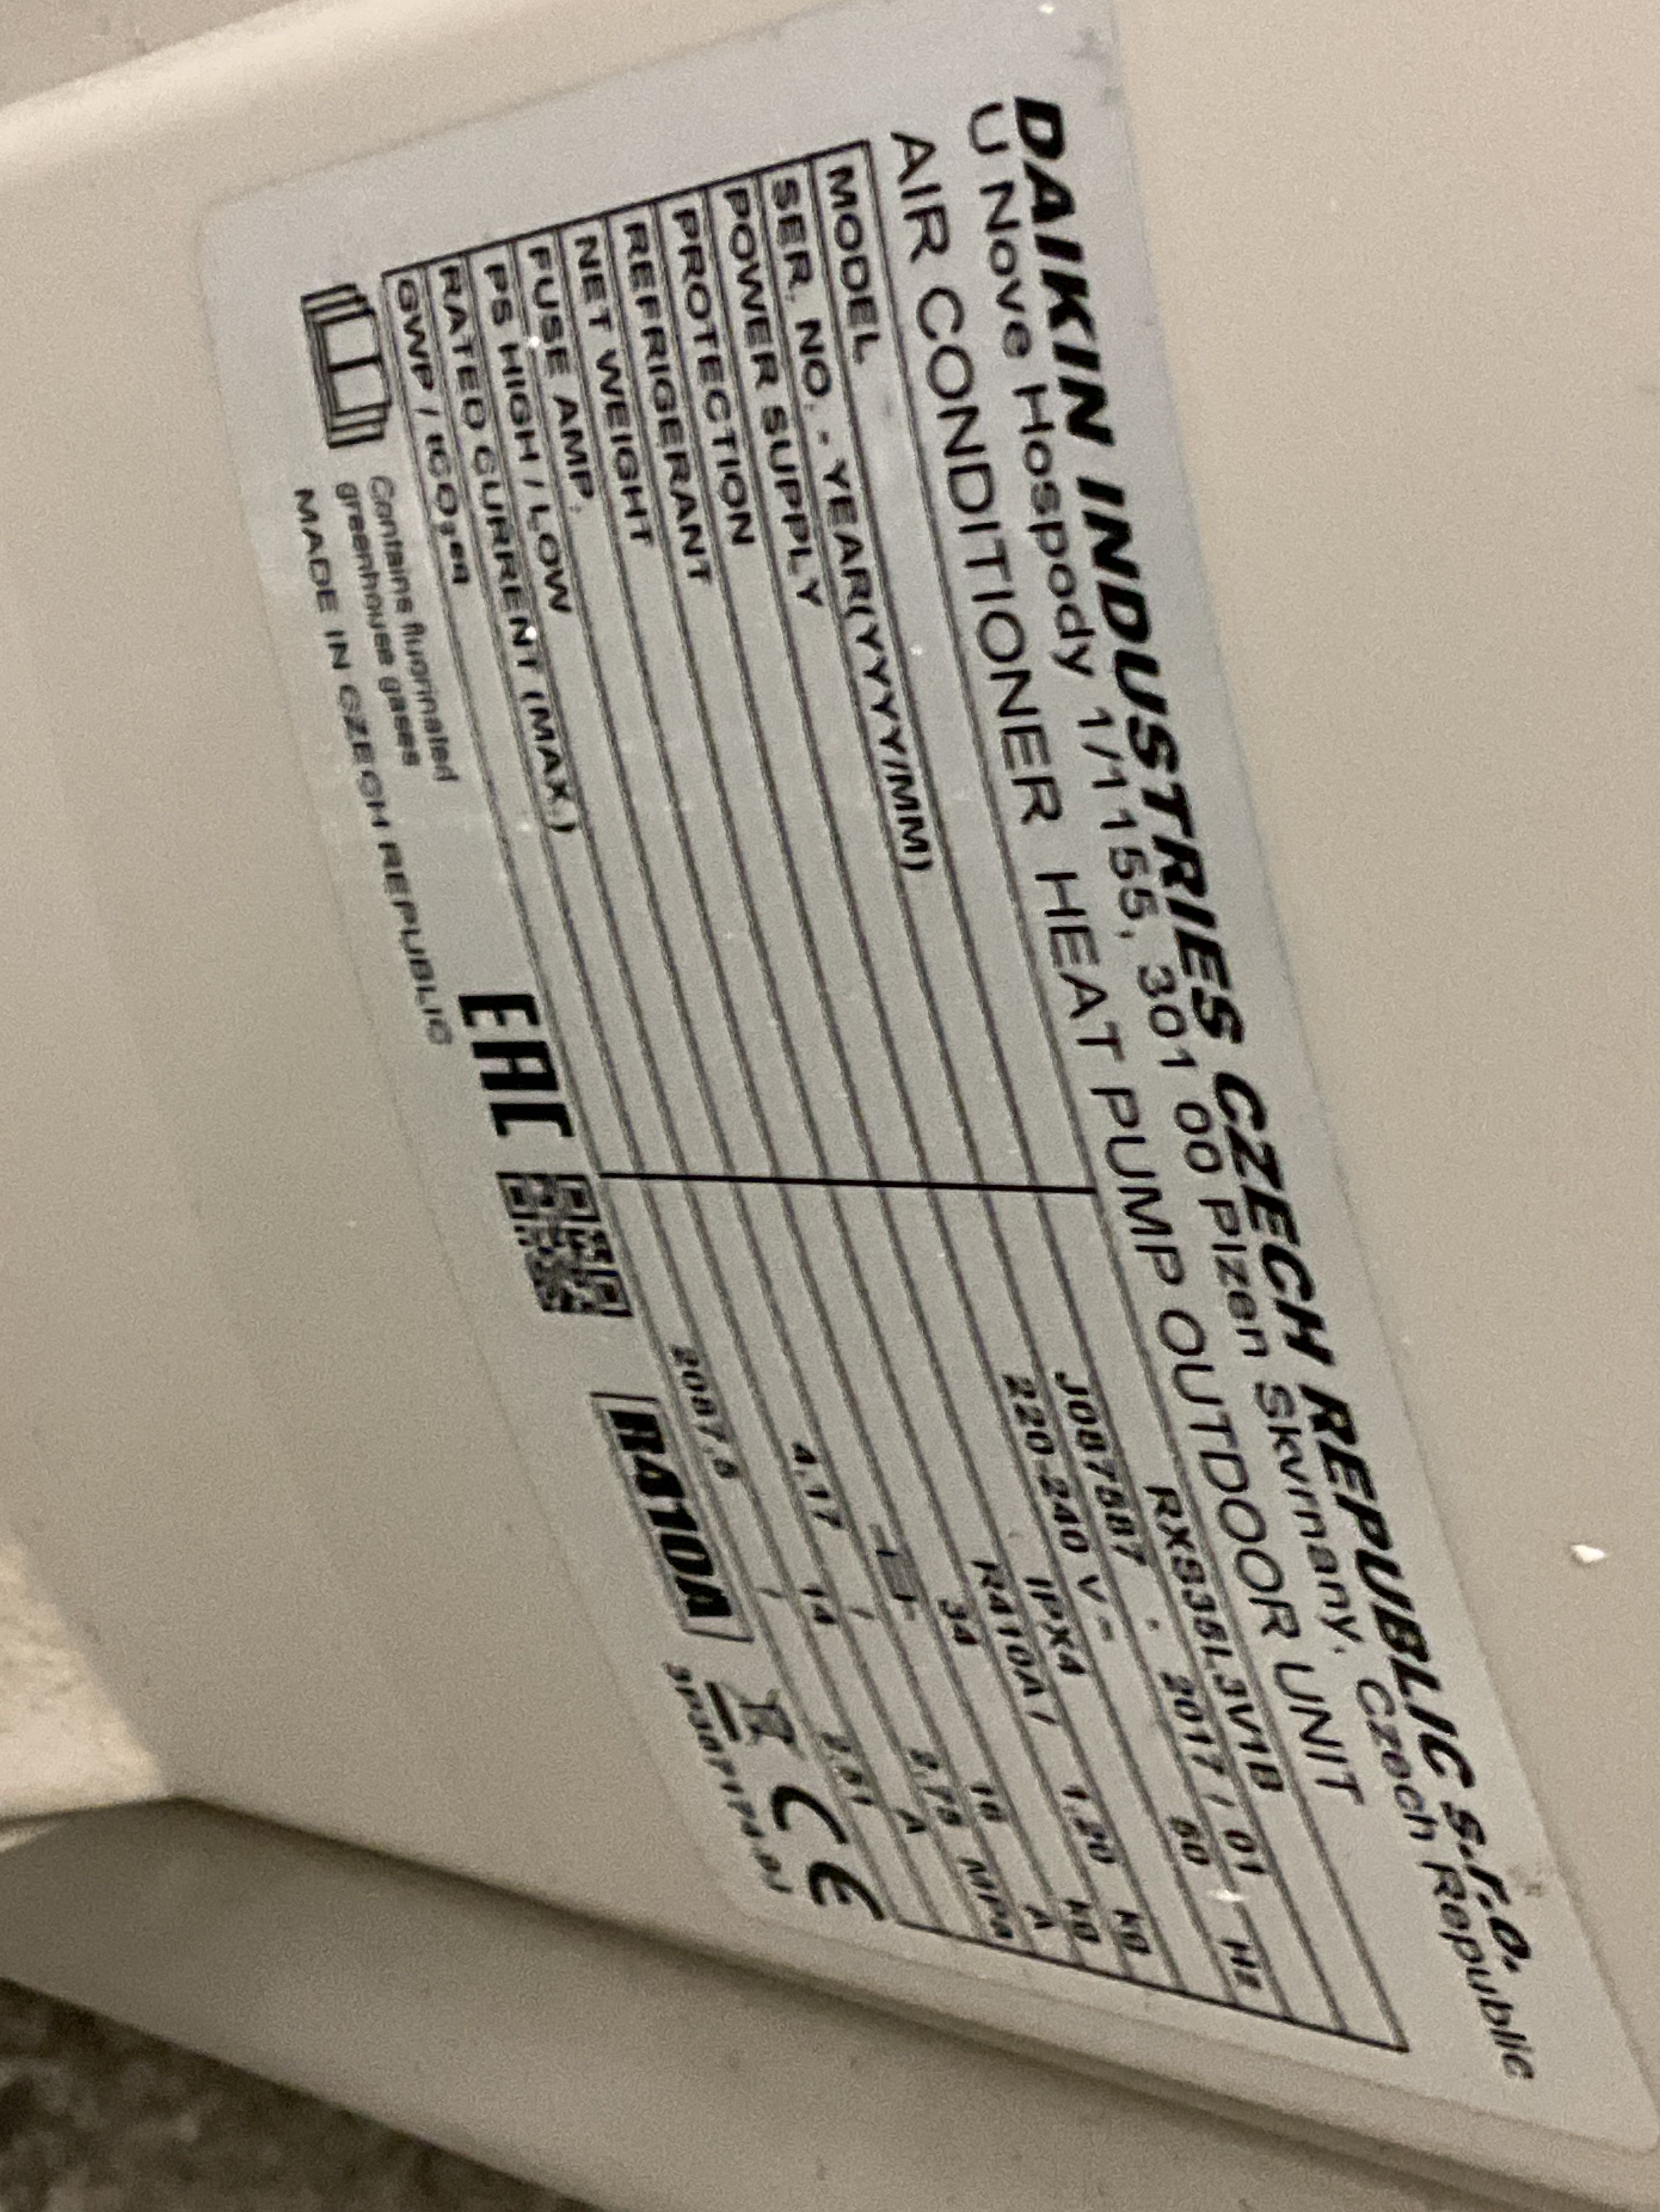 DAIKIN INDUSTRIES CZECH REPUBLIC s.r.o.
U Nove Hospody 1/1155, 301 00 Plzen Skvrnany, Czech Republic
AIR CONDITIONER HEAT PUMP OUTDOOR UNIT
MODEL RXS35L3V1B
SER. NO. - YEAR(YYYY/MM) - 2017 / 01
POWER SUPPLY 220-240 V ~ 50 Hz
PROTECTION IPX4
REFRIGERANT R410A / 1.20 kg
NET WEIGHT 34 kg
FUSE AMP. 16 A
PS HIGH / LOW 4.17 / MPa
RATED CURRENT (MAX.) 14 A
GWP / tCO₂eq 2087.5 / 2.51
Contains fluorinated
greenhouse gases
MADE IN CZECH REPUBLIC
EAC
R410A
CE